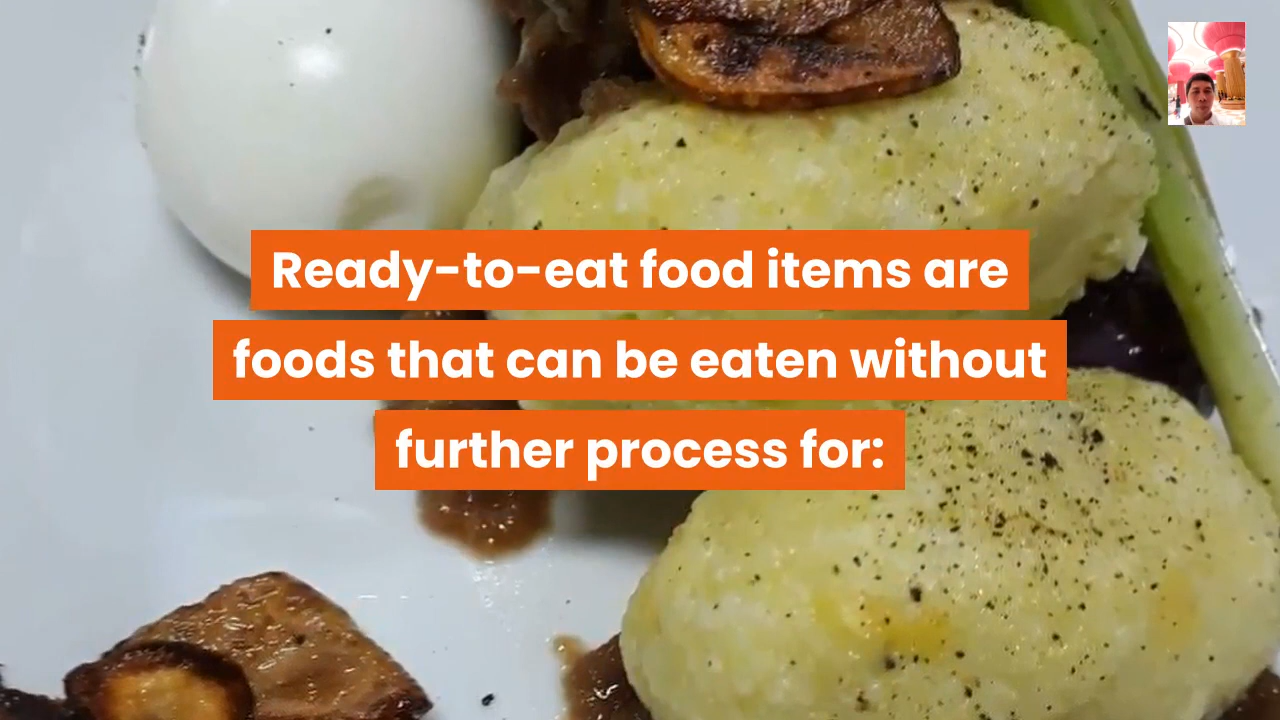 Ready-to-eat food items are
foods that can be eaten without
further process for: